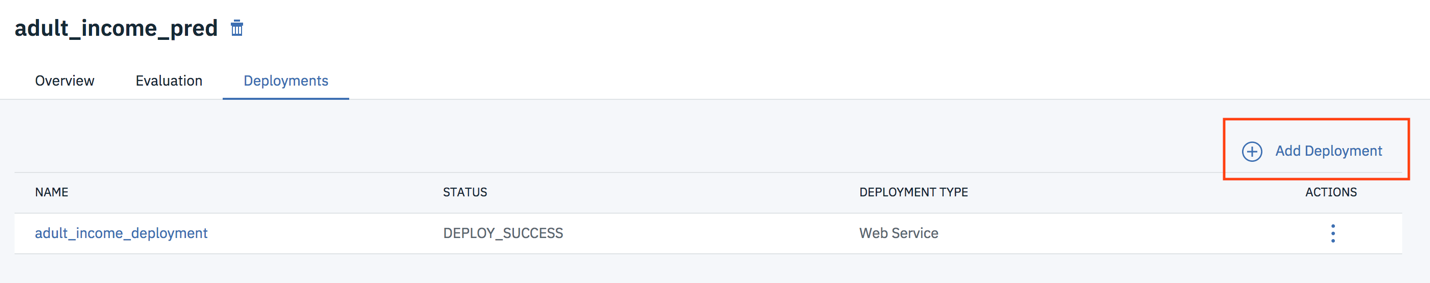 adult_income_pred
Overview Evaluation Deployments
Add Deployment
NAME STATUS DEPLOYMENT TYPE ACTIONS
adult_income_deployment DEPLOY_SUCCESS Web Service